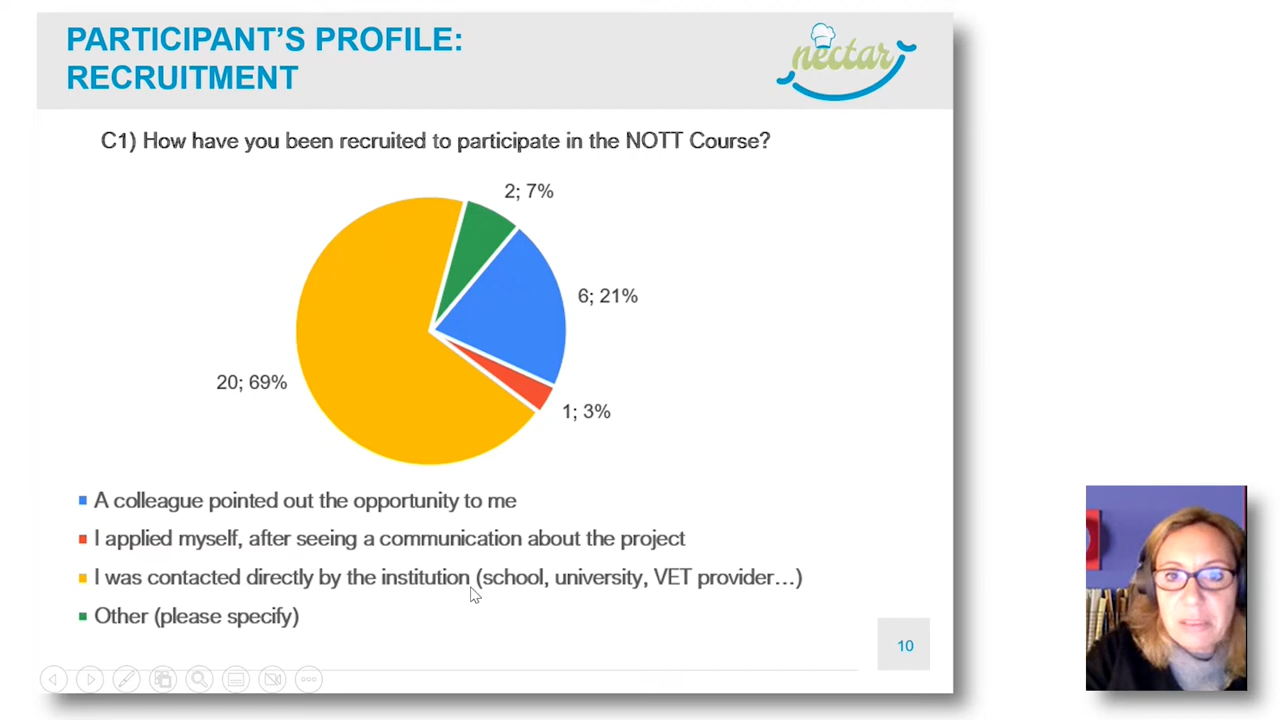 PARTICIPANT'S PROFILE:
RECRUITMENT
nectar
C1) How have you been recruited to participate in the NOTT Course?
2; 7%
6; 21%
20; 69%
1; 3%
A colleague pointed out the opportunity to me
I applied myself, after seeing a communication about the project
I was contacted directly by the institution (school, university, VET provider…)
Other (please specify)
10